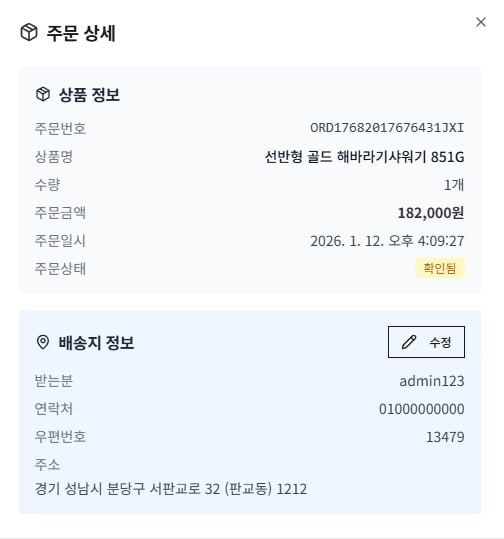 주문 상세
상품 정보
주문번호 ORD17682017676431JXI
상품명 선반형 골드 해바라기샤워기 851G
수량 1개
주문금액 182,000원
주문일시 2026. 1. 12. 오후 4:09:27
주문상태 확인됨
배송지 정보 수정
받는분 admin123
연락처 01000000000
우편번호 13479
주소
경기 성남시 분당구 서판교로 32 (판교동) 1212